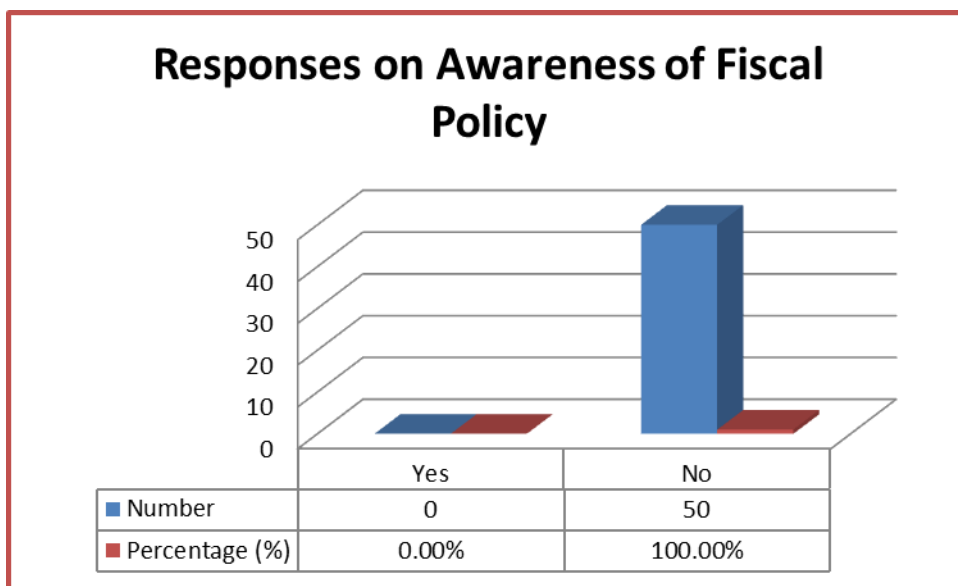 Responses on Awareness of Fiscal
Policy
50
40
30
20
10
0
Yes No
Number 0 50
Percentage (%) 0.00% 100.00%